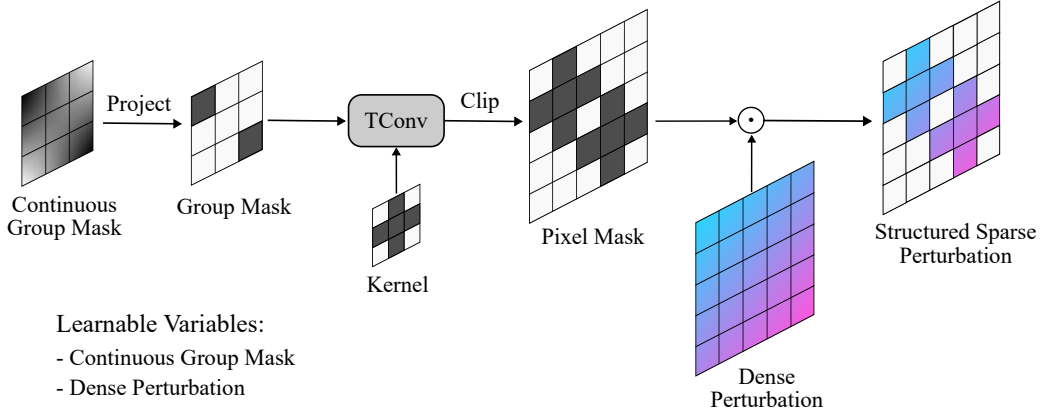 Project
Continuous
Group Mask
Group Mask
TConv
Kernel
Clip
Pixel Mask
Dense
Perturbation
Structured Sparse
Perturbation
Learnable Variables:
- Continuous Group Mask
- Dense Perturbation